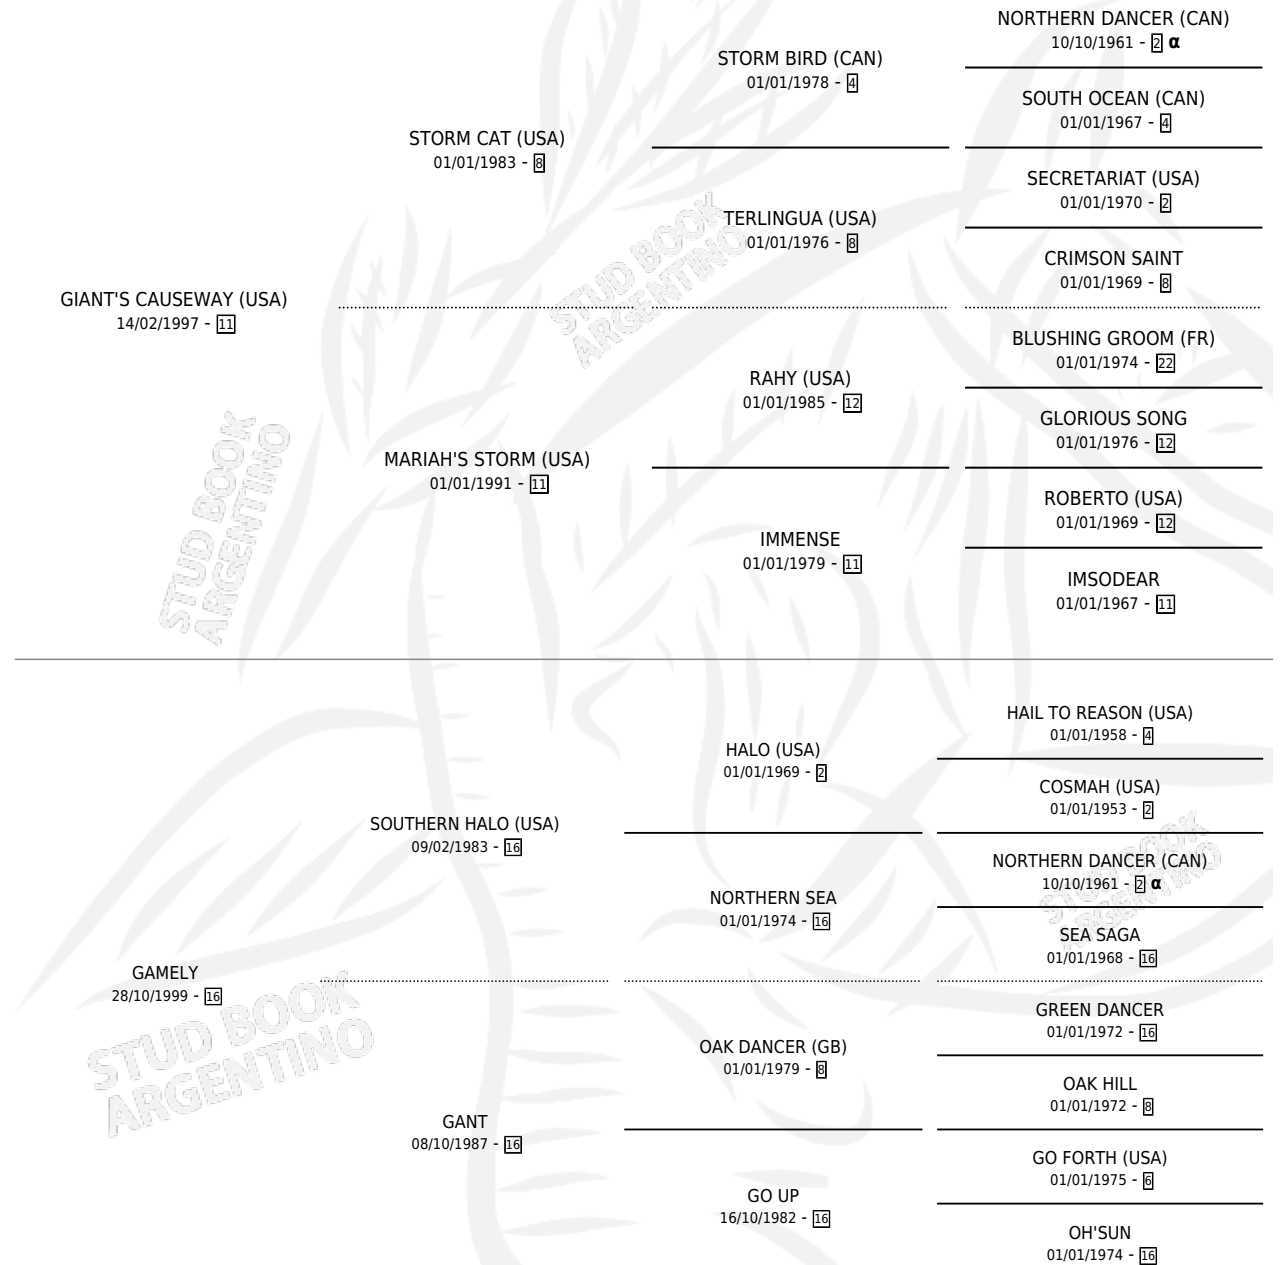 NORTHERN DANCER (CAN)
10/10/1961 - 2 α
STORM BIRD (CAN)
01/01/1978 - 4
SOUTH OCEAN (CAN)
01/01/1967 - 4
STORM CAT (USA)
01/01/1983 - 8
SECRETARIAT (USA)
01/01/1970 - 2
TERLINGUA (USA)
01/01/1976 - 8
CRIMSON SAINT
01/01/1969 - 8
GIANT'S CAUSEWAY (USA)
14/02/1997 - 11
BLUSHING GROOM (FR)
01/01/1974 - 22
RAHY (USA)
01/01/1985 - 12
GLORIOUS SONG
01/01/1976 - 12
MARIAH'S STORM (USA)
01/01/1991 - 11
ROBERTO (USA)
01/01/1969 - 12
IMMENSE
01/01/1979 - 11
IMSODEAR
01/01/1967 - 11
HAIL TO REASON (USA)
01/01/1958 - 4
HALO (USA)
01/01/1969 - 2
COSMAH (USA)
01/01/1953 - 2
SOUTHERN HALO (USA)
09/02/1983 - 16
NORTHERN DANCER (CAN)
10/10/1961 - 2 α
NORTHERN SEA
01/01/1974 - 16
SEA SAGA
01/01/1968 - 16
GAMELY
28/10/1999 - 16
GREEN DANCER
01/01/1972 - 16
OAK DANCER (GB)
01/01/1979 - 8
OAK HILL
01/01/1972 - 8
GANT
08/10/1987 - 16
GO FORTH (USA)
01/01/1975 - 6
GO UP
16/10/1982 - 16
OH'SUN
01/01/1974 - 16
STUD BOOK
ARGENTINO
STUD BOOK
ARGENTINO
STUD BOOK
ARGENTINO
STUD BOOK
ARGENTINO